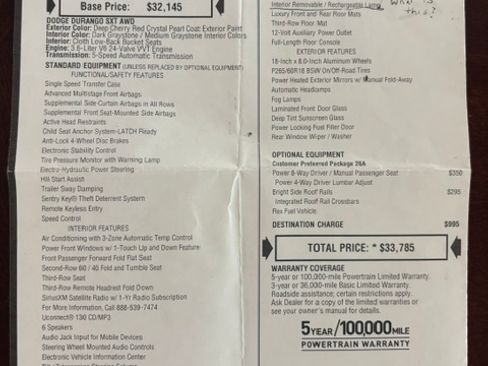 Base Price: $32,145
DODGE DURANGO SXT AWD
Exterior Color: Deep Cherry Red Crystal Pearl Coat Exterior Paint
Interior Color: Dark Graystone / Medium Graystone Interior Colors
Interior: Cloth Low-Back Bucket Seats
Engine: 3.6-Liter V6 24-Valve VVT Engine
Transmission: 5-Speed Automatic Transmission
STANDARD EQUIPMENT (UNLESS REPLACED BY OPTIONAL EQUIPMENT)
FUNCTIONAL/SAFETY FEATURES
Single Speed Transfer Case
Advanced Multistage Front Airbags
Supplemental Side Curtain Airbags in All Rows
Supplemental Front Seat-Mounted Side Airbags
Active Head Restraints
Child Seat Anchor System-LATCH Ready
Anti-Lock 4-Wheel Disc Brakes
Electronic Stability Control
Tire Pressure Monitor with Warning Lamp
Electro-Hydraulic Power Steering
Hill Start Assist
Trailer Sway Damping
Sentry Key® Theft Deterrent System
Remote Keyless Entry
Speed Control
INTERIOR FEATURES
Air Conditioning with 3-Zone Automatic Temp Control
Power Front Windows w/ 1-Touch Up and Down Feature
Front Passenger Forward Fold Flat Seat
Second-Row 60 / 40 Fold and Tumble Seat
Third-Row Seat
Third-Row Remote Headrest Fold Down
SiriusXM Satellite Radio w/ 1-Yr Radio Subscription
For More Information, Call 888-539-7474
Uconnect® 130 CD/MP3
6 Speakers
Audio Jack Input for Mobile Devices
Steering Wheel Mounted Audio Controls
Electronic Vehicle Information Center
Interior Removable / Rechargeable Lamp
this?
Luxury Front and Rear Floor Mats
Third-Row Floor Mat
12-Volt Auxiliary Power Outlet
Full-Length Floor Console
EXTERIOR FEATURES
18-Inch x 8.0-Inch Aluminum Wheels
P265/60R18 BSW On/Off Road Tires
Power Heated Exterior Mirrors w/ Manual Fold-Away
Automatic Headlamps
Fog Lamps
Laminated Front Door Glass
Deep Tint Sunscreen Glass
Power Locking Fuel Filler Door
Rear Window Wiper / Washer
OPTIONAL EQUIPMENT
Customer Preferred Package 26A
Power 8-Way Driver / Manual Passenger Seat $350
Power 4-Way Driver Lumbar Adjust
Bright Side Roof Rails $295
Integrated Roof Rail Crossbars
Rex Fuel Vehicle
DESTINATION CHARGE $995
TOTAL PRICE: * $33,785
WARRANTY COVERAGE
5-year or 100,000-mile Powertrain Limited Warranty.
3-year or 36,000-mile Basic Limited Warranty.
Roadside assistance; certain restrictions apply.
Ask Dealer for a copy of the limited warranties or
see your owner's manual for details.
5 YEAR/100,000 MILE
POWERTRAIN WARRANTY